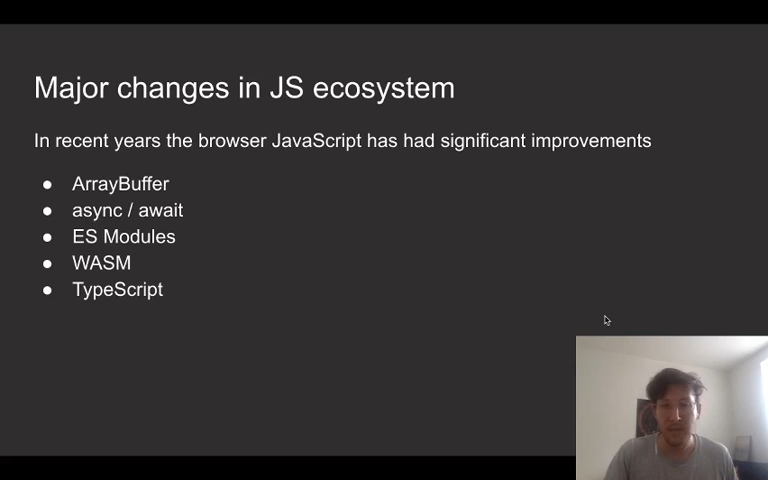 Major changes in JS ecosystem
In recent years the browser JavaScript has had significant improvements
● ArrayBuffer
● async / await
● ES Modules
● WASM
● TypeScript